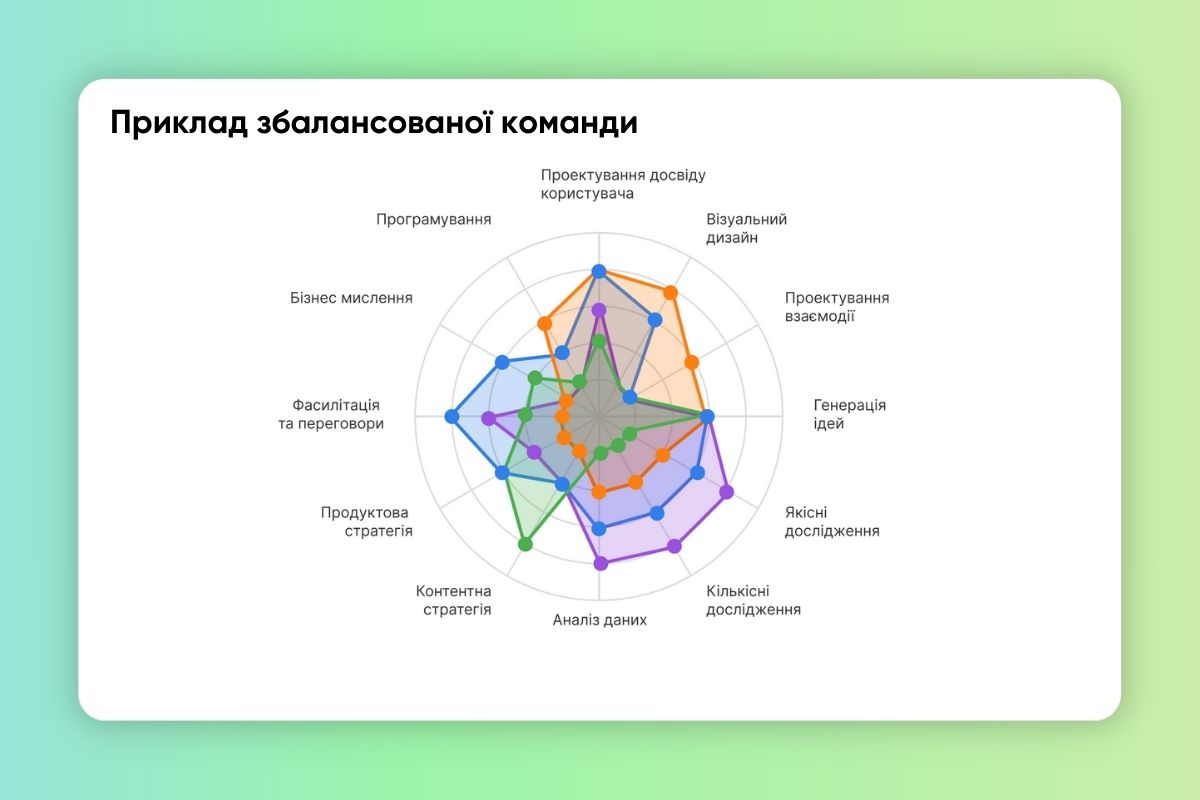 Приклад збалансованої команди
Проектування досвіду
користувача
Програмування
Візуальний
дизайн
Бізнес мислення
Проектування
взаємодії
Фасилітація
та переговори
Генерація
ідей
Продуктова
стратегія
Якісні
дослідження
Контентна
стратегія
Аналіз даних
Кількісні
дослідження